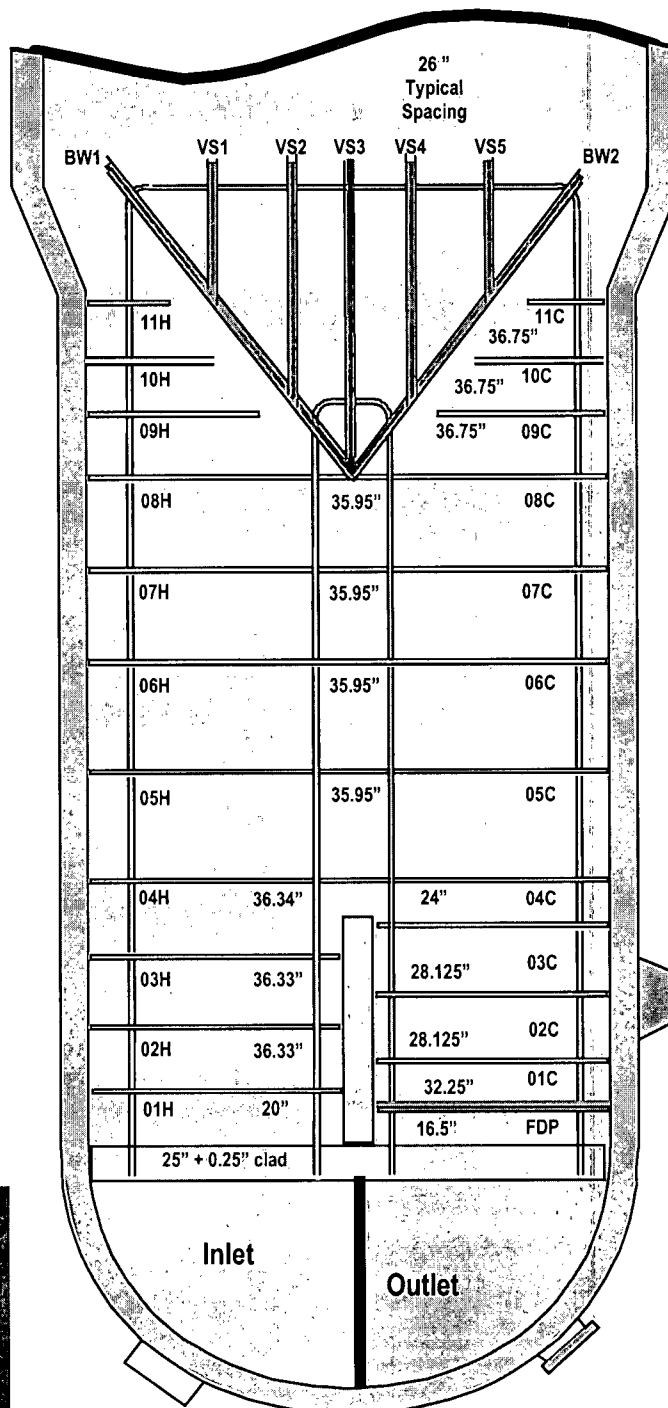 26 "
Typical
Spacing
BW1 VS1 VS2 VS3 VS4 VS5 BW2
11H 11C
36.75"
10H 36.75" 10C
09H 36.75" 09C
08H 35.95" 08C
07H 35.95" 07C
06H 35.95" 06C
05H 35.95" 05C
04H 36.34" 24" 04C
03H 36.33" 28.125" 03C
02H 36.33" 28.125" 02C
01H 20" 32.25" 01C
16.5" FDP
25" + 0.25" clad
Inlet
Outlet